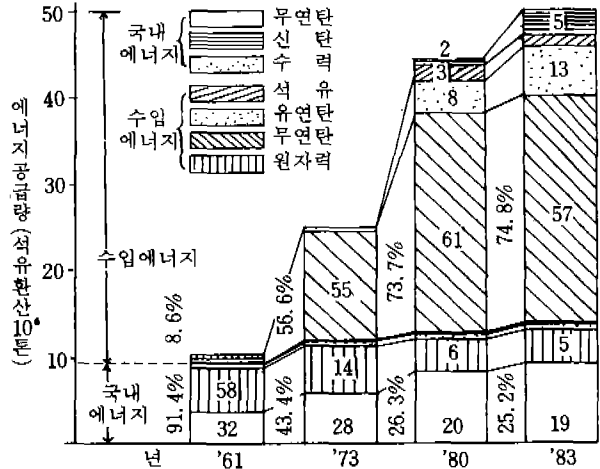 에너지공급량(석유환산10⁶톤)
50
40
30
20
10
국내
에너지
무연탄
신 탄
수 력
수입
에너지
석 유
유연탄
무연탄
원자력
수입에너지
국내
에너지
8.6%
91.4%
58
32
56.6%
43.4%
55
14
28
73.7%
26.3%
2
3
8
61
6
20
74.8%
25.2%
5
13
57
5
19
년 '61 '73 '80 '83